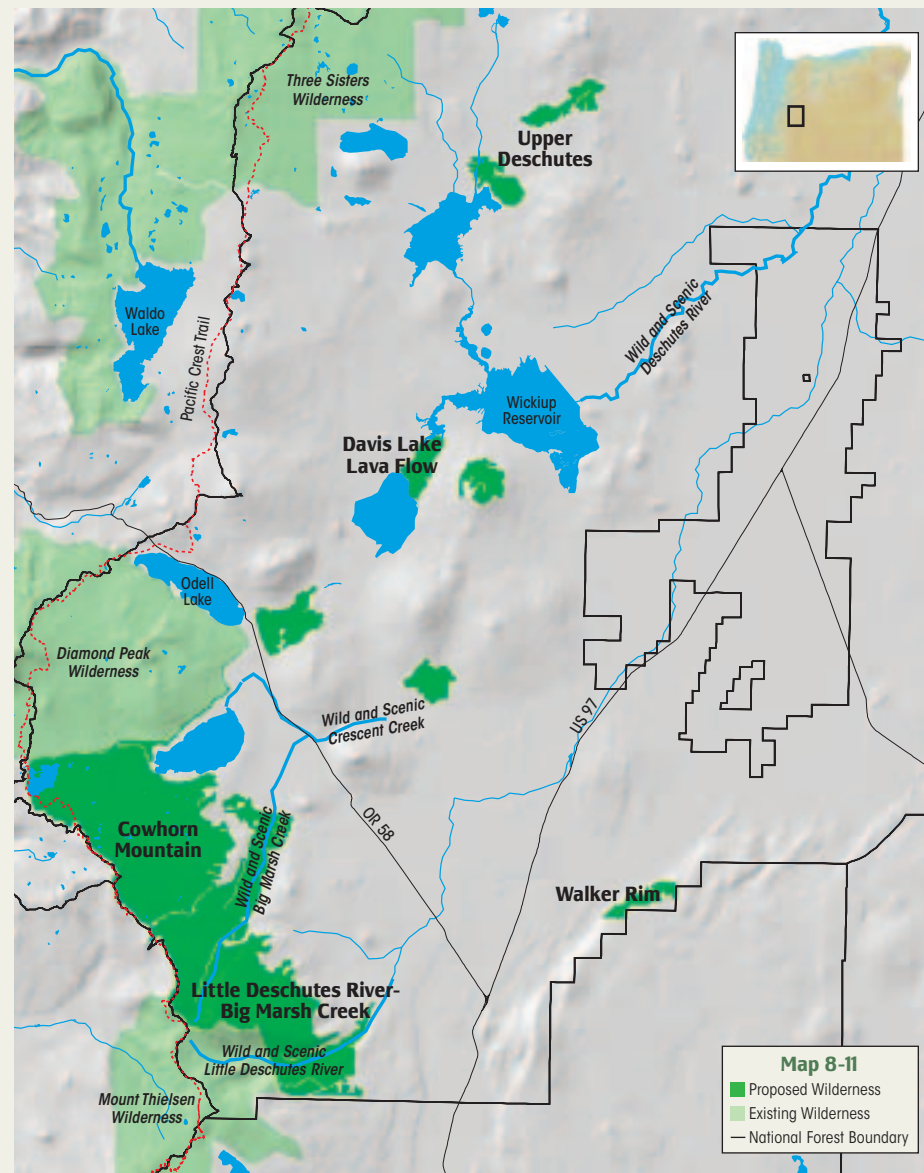 Three Sisters
Wilderness
Upper
Deschutes
Waldo
Lake
Pacific Crest Trail
Wild and Scenic
Deschutes River
Wickiup
Reservoir
Davis Lake
Lava Flow
Odell
Lake
Diamond Peak
Wilderness
Wild and Scenic
Crescent Creek
US 97
OR 58
Cowhorn
Mountain
Wild and Scenic
Big Marsh Creek
Walker Rim
Little Deschutes River-
Big Marsh Creek
Wild and Scenic
Little Deschutes River
Mount Thielsen
Wilderness
Map 8-11
Proposed Wilderness
Existing Wilderness
National Forest Boundary